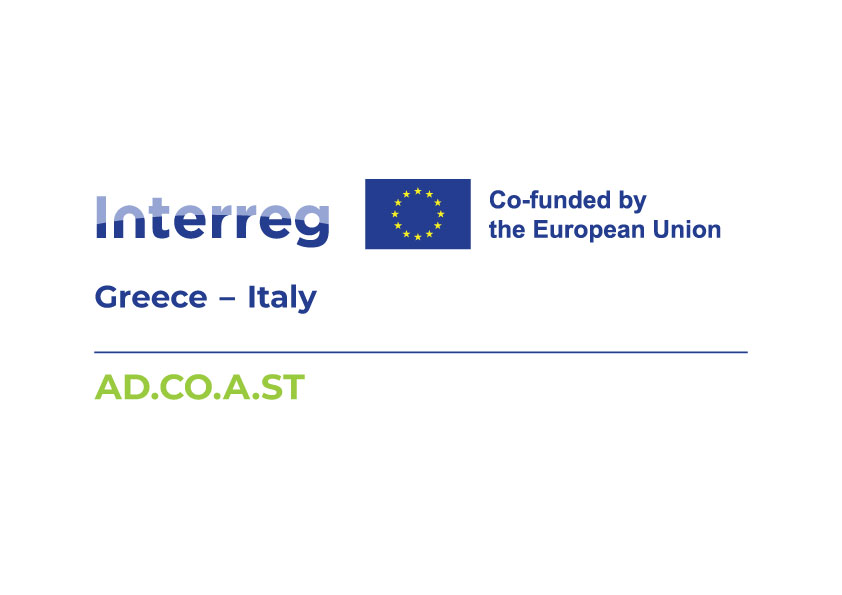 Interreg
Co-funded by
the European Union
Greece – Italy
AD.CO.A.ST